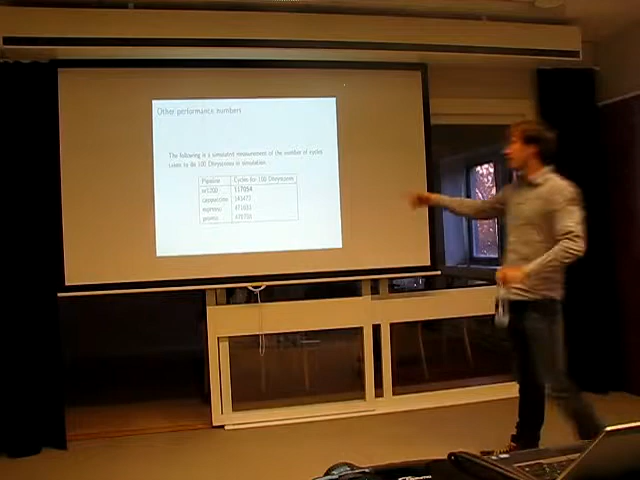 Other performance numbers
The following is a simulated measurement of the number of cycles
taken to do 100 Dhrystones in simulation.
Pipeline Cycles for 100 Dhrystones
or1200 117054
cappuccino
espresso